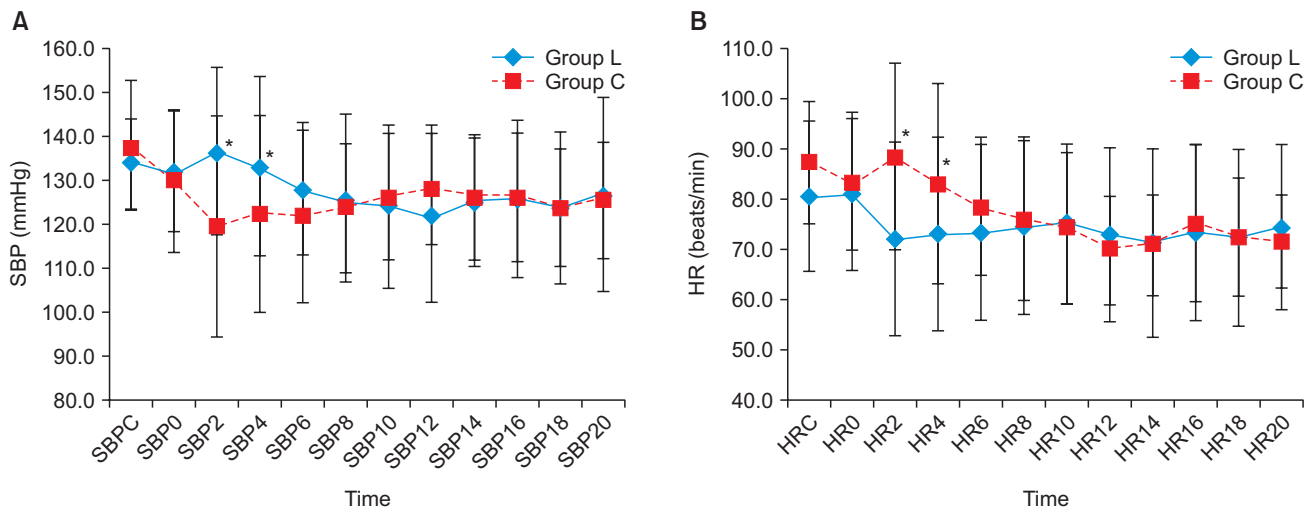 A
160.0
150.0
140.0
130.0
120.0
110.0
100.0
90.0
80.0
SBP (mmHg)
Group L
Group C
*
*
SBPC
SBP0
SBP2
SBP4
SBP6
SBP8
SBP10
SBP12
SBP14
SBP16
SBP18
SBP20
Time
B
110.0
100.0
90.0
80.0
70.0
60.0
50.0
40.0
HR (beats/min)
Group L
Group C
*
*
HRC
HR0
HR2
HR4
HR6
HR8
HR10
HR12
HR14
HR16
HR18
HR20
Time